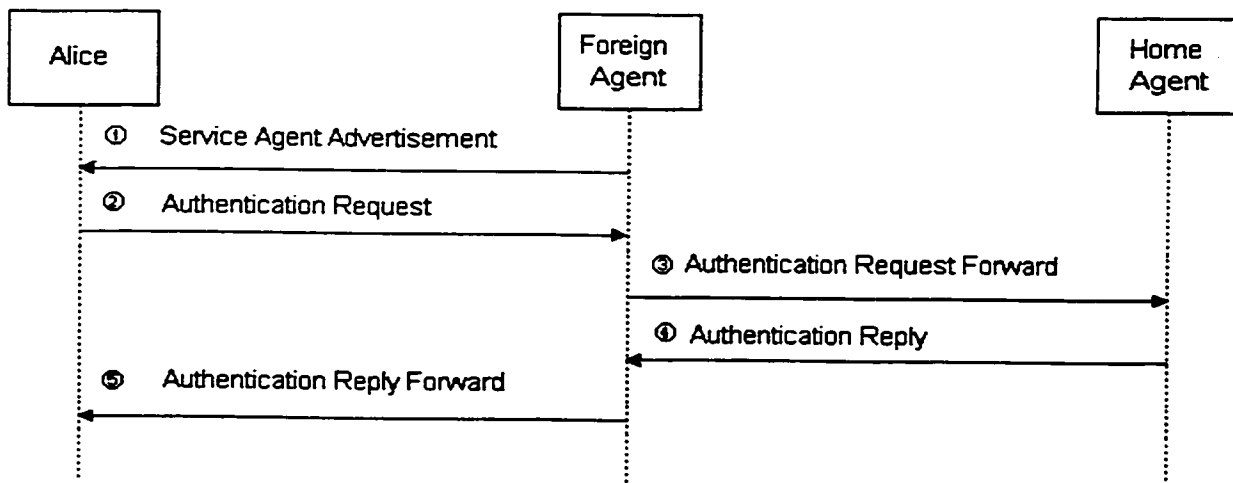 Alice
Foreign
Agent
Home
Agent
① Service Agent Advertisement
② Authentication Request
③ Authentication Request Forward
④ Authentication Reply
⑤ Authentication Reply Forward